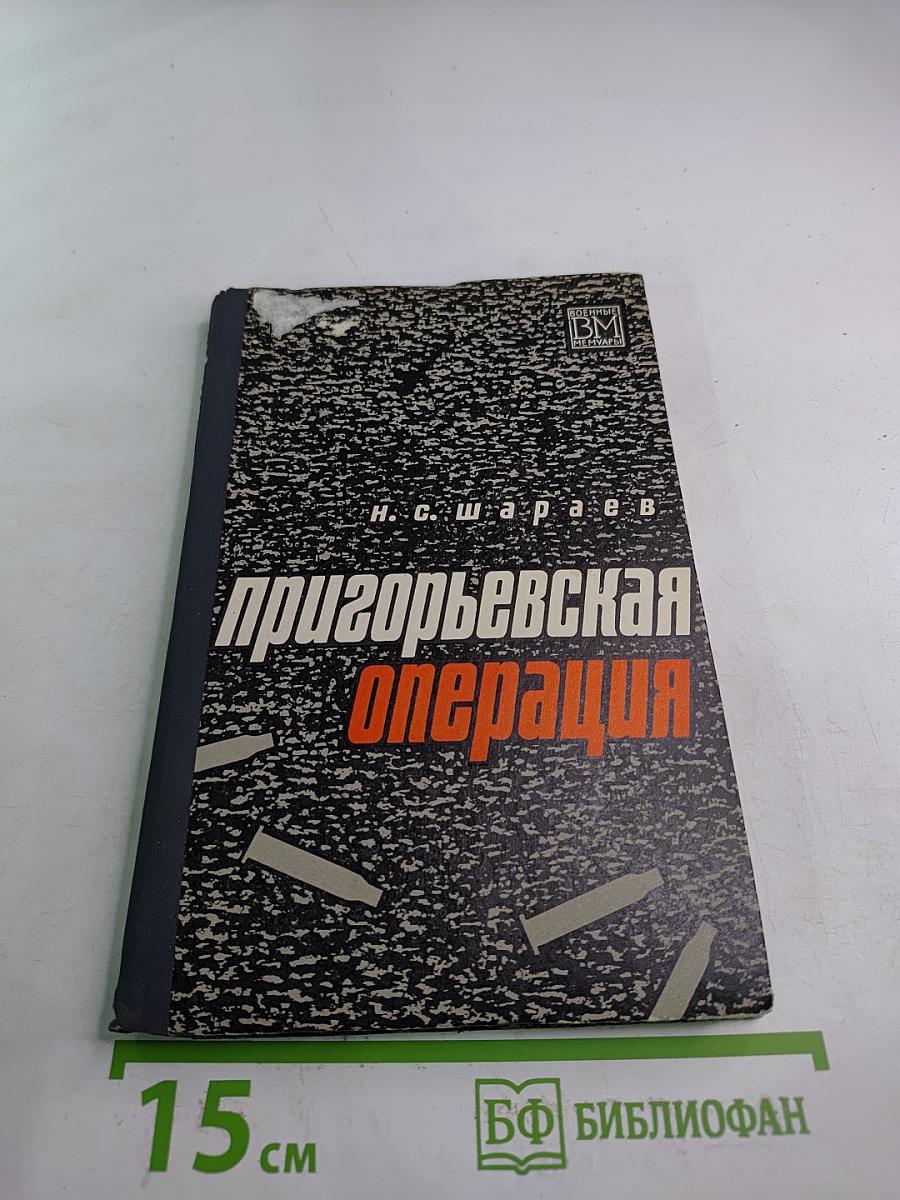 ВОЕННЫЕ
ВМ
МЕМУАРЫ
н. с. шараев
пригорьевская
операция
15 см
БФ БИБЛИОФАН